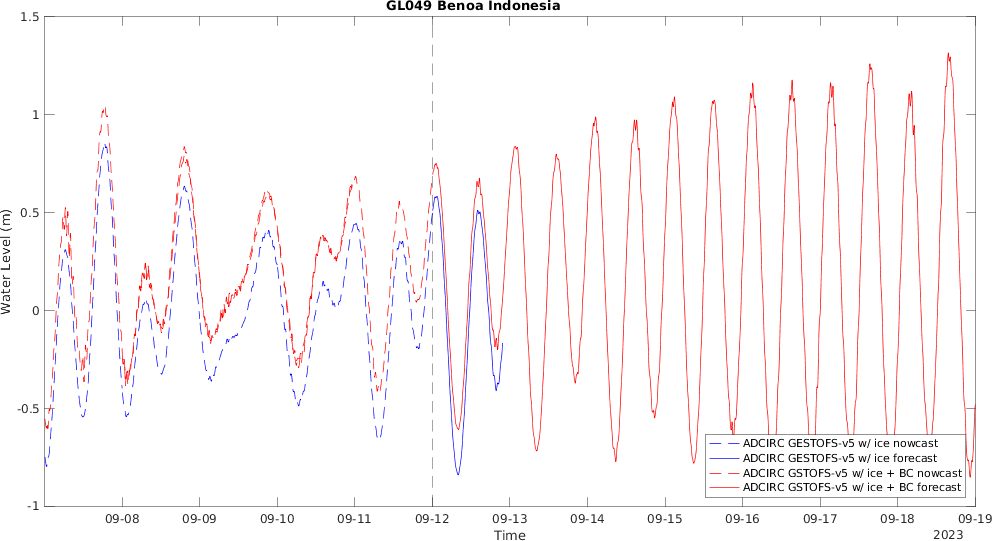 GL049 Benoa Indonesia
1.5
1
0.5
0
-0.5
-1
Water Level (m)
ADCIRC GESTOFS-v5 w/ ice nowcast
ADCIRC GESTOFS-v5 w/ ice forecast
ADCIRC GSTOFS-v5 w/ ice + BC nowcast
ADCIRC GSTOFS-v5 w/ ice + BC forecast
09-08 09-09 09-10 09-11 09-12 09-13 09-14 09-15 09-16 09-17 09-18 09-19
Time
2023